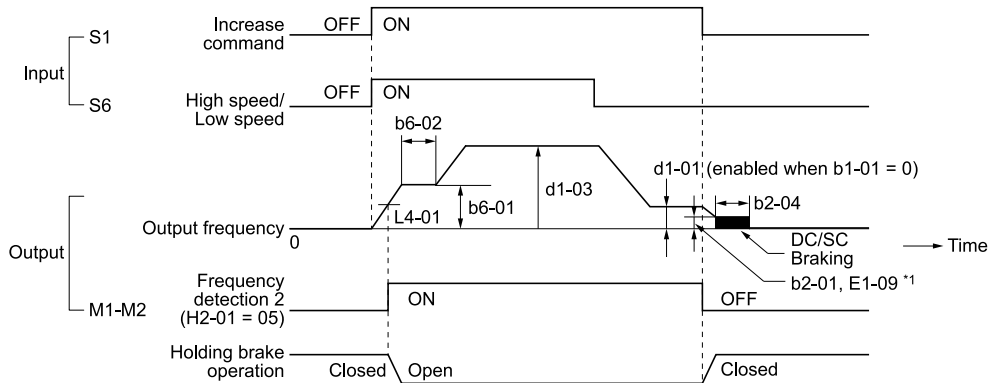 Input
S1
Increase
command
OFF
ON
S6
High speed/
Low speed
OFF
ON
b6-02
L4-01
b6-01
d1-03
d1-01 (enabled when b1-01 = 0)
b2-04
Output
Output frequency
0
DC/SC
Braking
Time
b2-01, E1-09 *1
M1-M2
Frequency
detection 2
(H2-01 = 05)
ON
OFF
Holding brake
operation
Closed
Open
Closed